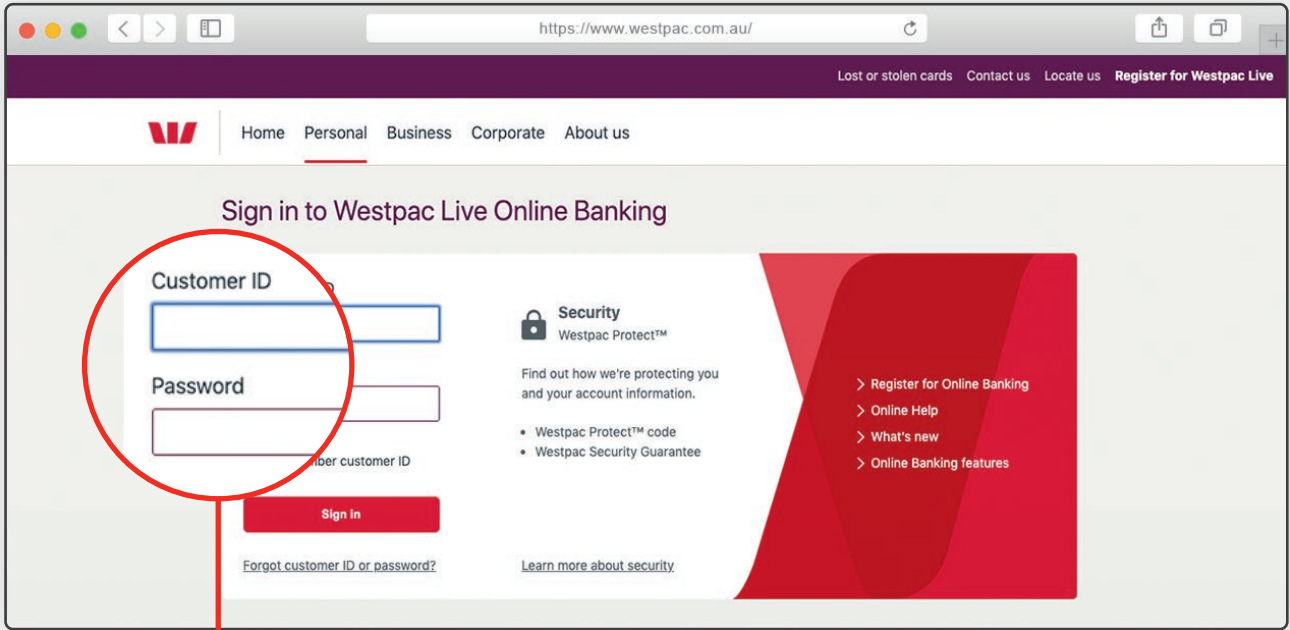 https://www.westpac.com.au/
Lost or stolen cards Contact us Locate us Register for Westpac Live
Home Personal Business Corporate About us
Sign in to Westpac Live Online Banking
Customer ID
Password
customer ID
Sign in
Forgot customer ID or password?
Security
Westpac Protect™
Find out how we're protecting you
and your account information.
• Westpac Protect™ code
• Westpac Security Guarantee
Learn more about security
> Register for Online Banking
> Online Help
> What's new
> Online Banking features